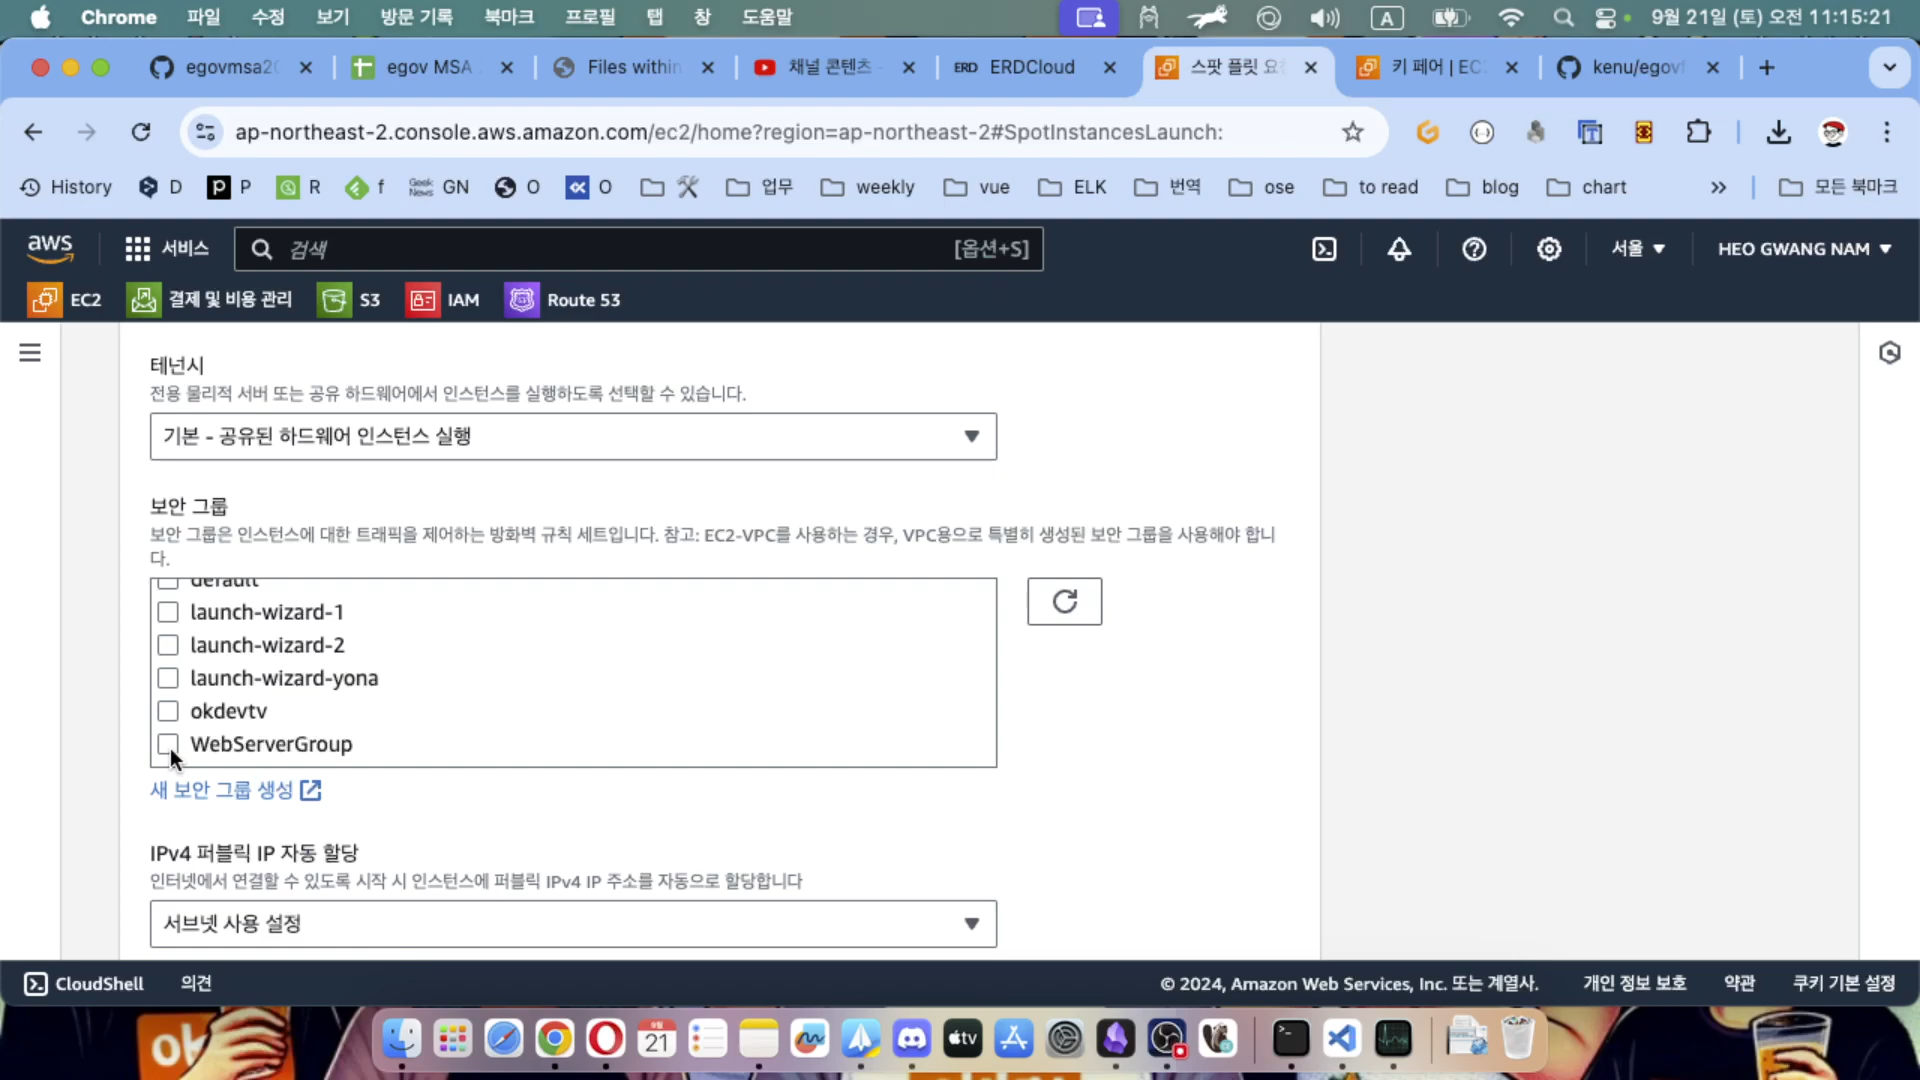 Chrome 파일 수정 보기 방문 기록 북마크 프로필 탭 창 도움말 A 9월 21일 (토) 오전 11:15:21
egovmsa20 egov MSA Files within 채널 콘텐츠 ERD ERDCloud 스팟 플릿 요청 키 페어 | EC2 kenu/egovf
ap-northeast-2.console.aws.amazon.com/ec2/home?region=ap-northeast-2#SpotInstancesLaunch:
History D P R f Geek News GN O O 업무 weekly vue ELK 번역 ose to read blog chart 모든 북마크
aws 서비스 검색 [옵션+S] 서울 HEO GWANG NAM
EC2 결제 및 비용 관리 S3 IAM Route 53
테넌시
전용 물리적 서버 또는 공유 하드웨어에서 인스턴스를 실행하도록 선택할 수 있습니다.
기본 - 공유된 하드웨어 인스턴스 실행
보안 그룹
보안 그룹은 인스턴스에 대한 트래픽을 제어하는 방화벽 규칙 세트입니다. 참고: EC2-VPC를 사용하는 경우, VPC용으로 특별히 생성된 보안 그룹을 사용해야 합니
다.
default
launch-wizard-1
launch-wizard-2
launch-wizard-yona
okdevtv
WebServerGroup
새 보안 그룹 생성
IPv4 퍼블릭 IP 자동 할당
인터넷에서 연결할 수 있도록 시작 시 인스턴스에 퍼블릭 IPv4 IP 주소를 자동으로 할당합니다
서브넷 사용 설정
CloudShell 의견 © 2024, Amazon Web Services, Inc. 또는 계열사. 개인 정보 보호 약관 쿠키 기본 설정
ok 9월 21 tv